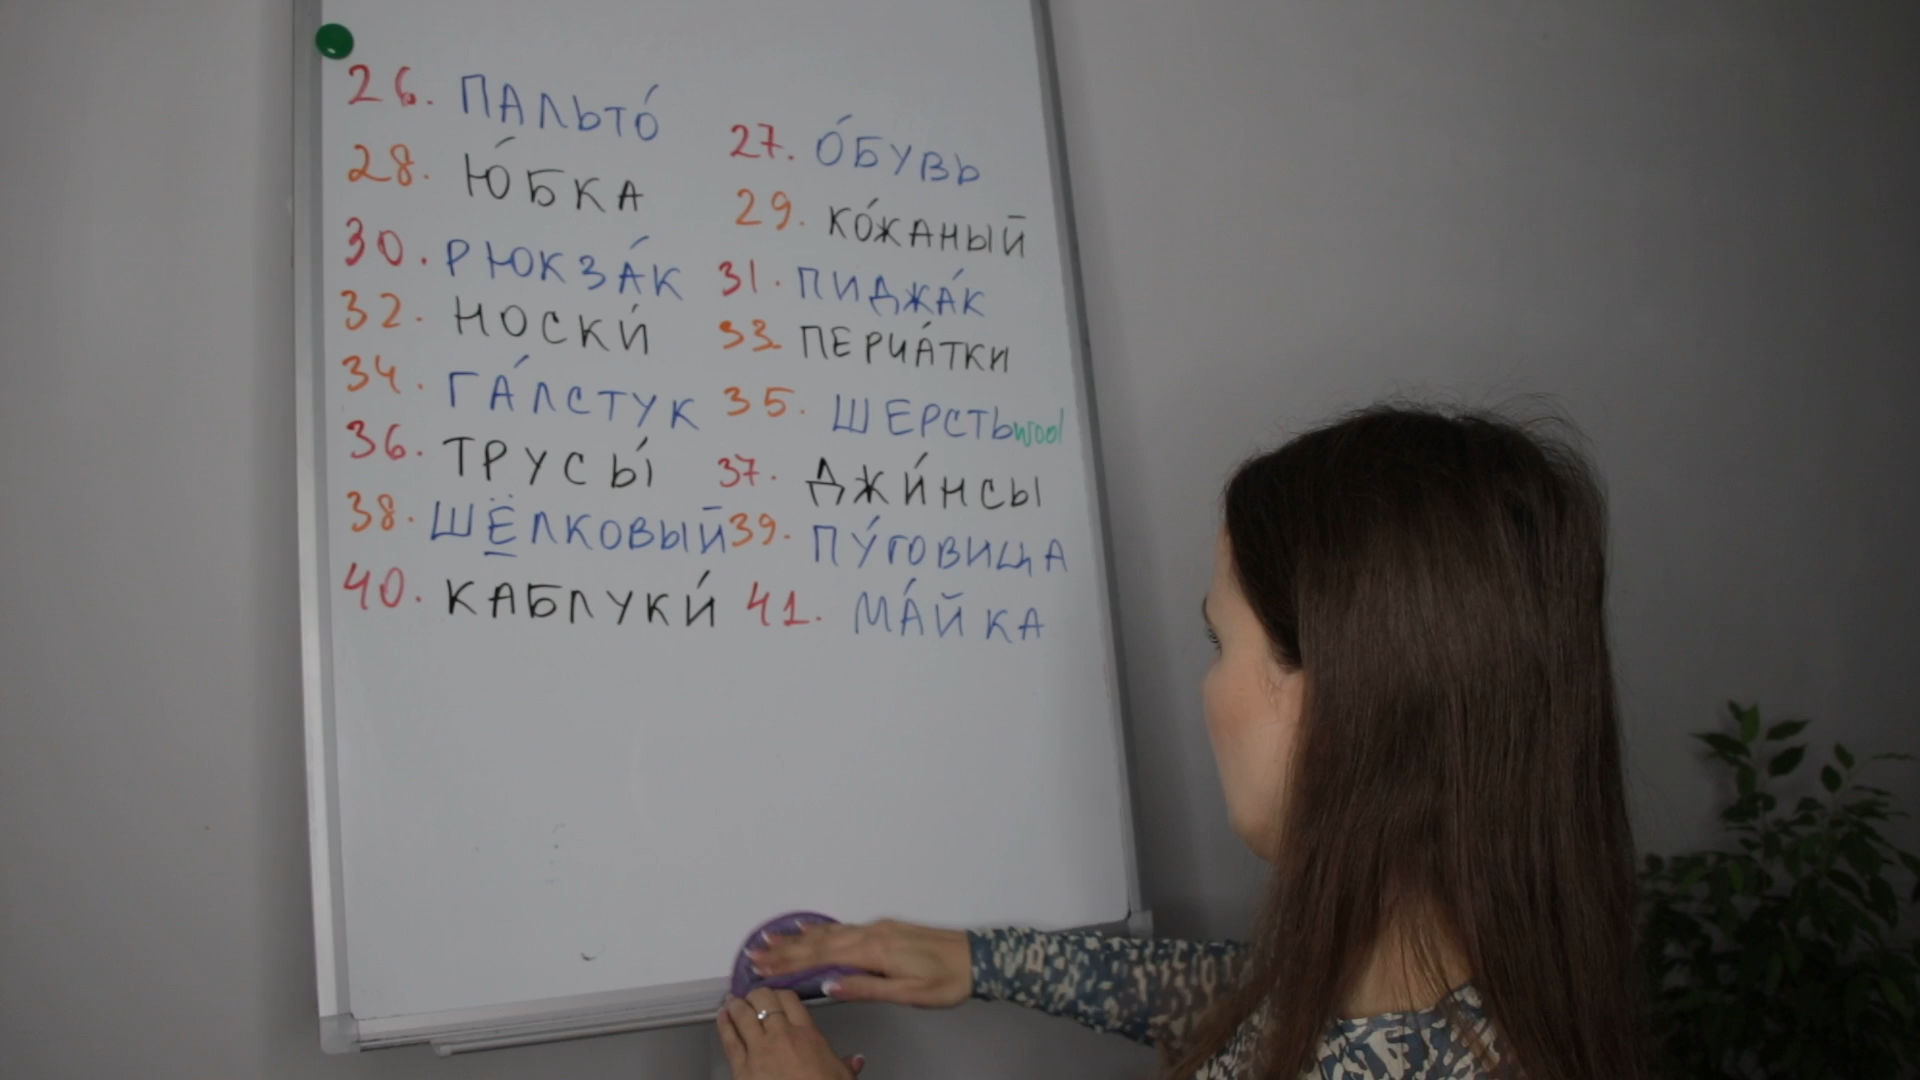 26. ПАЛЬТО́ 27. О́БУВЬ
28. Ю́БКА 29. КО́ЖАНЫЙ
30. РЮКЗА́К 31. ПИДЖА́К
32. НОСКИ́ 33. ПЕРЧА́ТКИ
34. ГА́ЛСТУК 35. ШЕРСТЬ wool
36. ТРУСЫ́ 37. ДЖИ́НСЫ
38. ШЁЛКОВЫЙ 39. ПУ́ГОВИЦА
40. КАБЛУКИ́ 41. МА́ЙКА